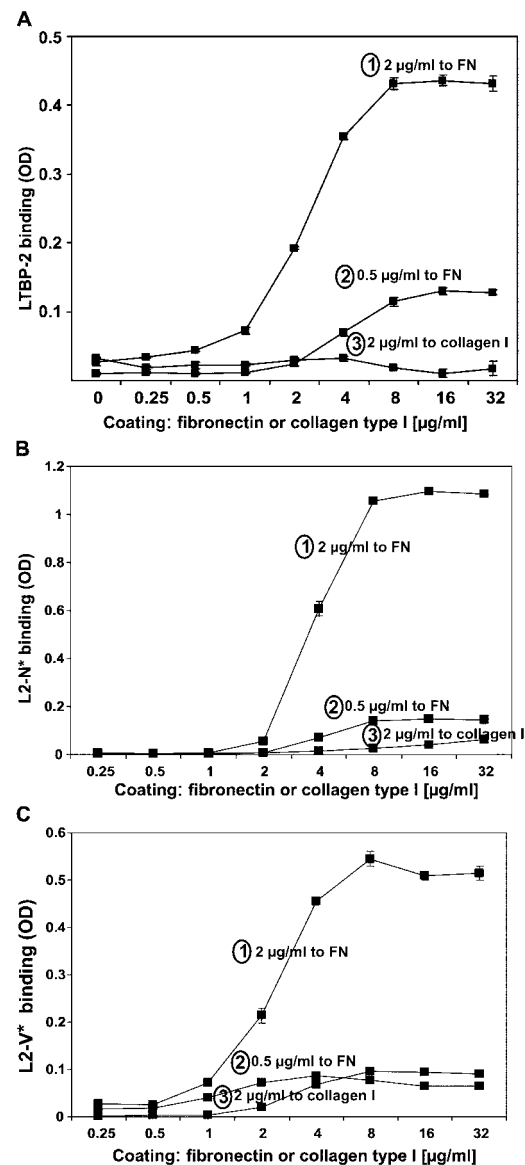 A
0.5
0.4
0.3
0.2
0.1
LTBP-2 binding (OD)
1 2 µg/ml to FN
2 0.5 µg/ml to FN
3 2 µg/ml to collagen I
0 0.25 0.5 1 2 4 8 16 32
Coating: fibronectin or collagen type I [µg/ml]
B
1.2
1
0.8
0.6
0.4
0.2
0
L2-N* binding (OD)
1 2 µg/ml to FN
2 0.5 µg/ml to FN
3 2 µg/ml to collagen I
0.25 0.5 1 2 4 8 16 32
Coating: fibronectin or collagen type I [µg/ml]
C
0.6
0.5
0.4
0.3
0.2
0.1
0
L2-V* binding (OD)
1 2 µg/ml to FN
2 0.5 µg/ml to FN
3 2 µg/ml to collagen I
0.25 0.5 1 2 4 8 16 32
Coating: fibronectin or collagen type I [µg/ml]